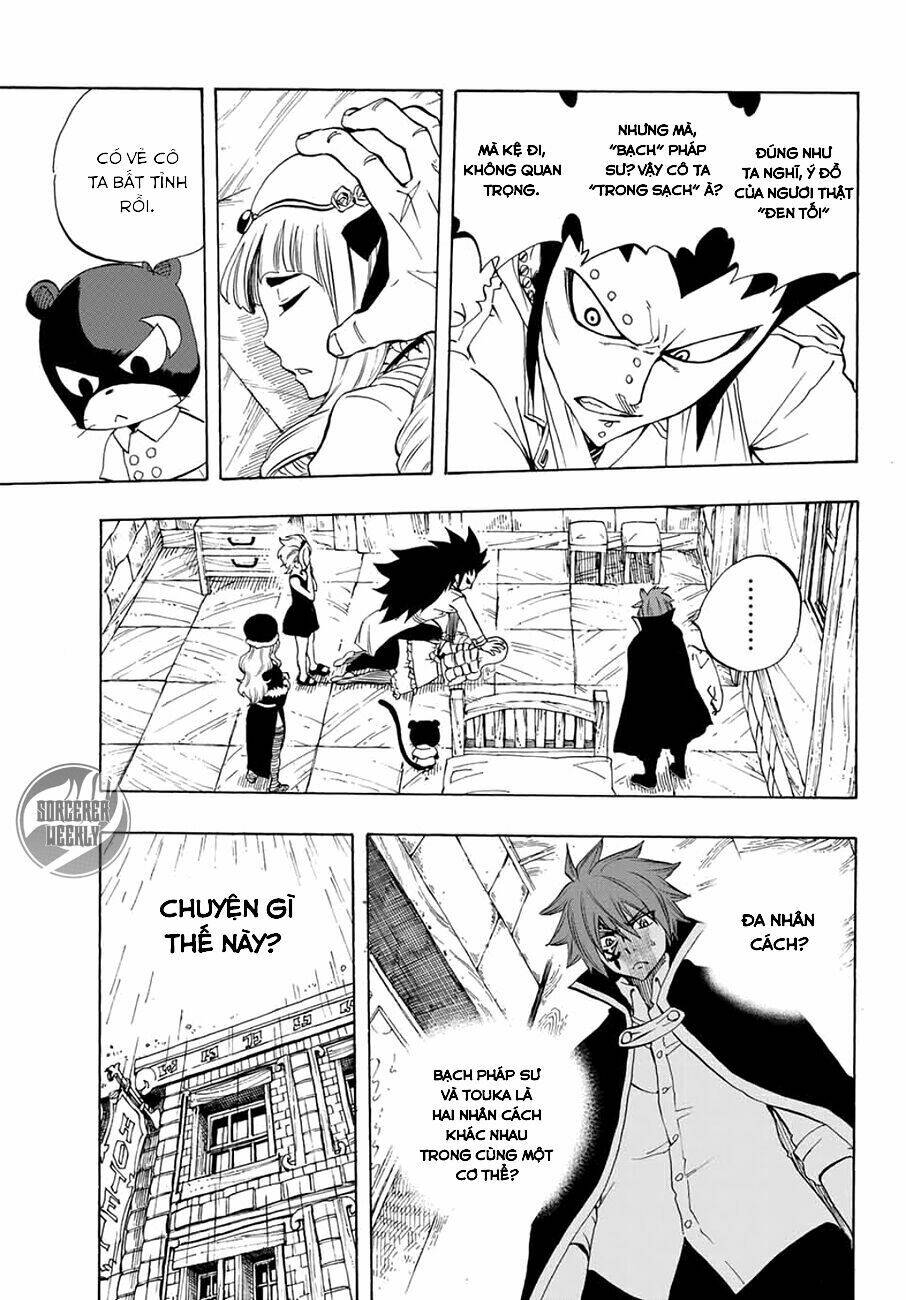 ĐÚNG NHƯ
TA NGHĨ, Ý ĐỒ
CỦA NGƯƠI THẬT
"ĐEN TỐI"
NHƯNG MÀ,
"BẠCH" PHÁP
SƯ? VẬY CÔ TA
"TRONG SẠCH" À?
MÀ KỆ ĐI,
KHÔNG QUAN
TRỌNG.
CÓ VẺ CÔ
TA BẤT TỈNH
RỒI.
.........
ĐA NHÂN
CÁCH?
BẠCH PHÁP SƯ
VÀ TOUKA LÀ
HAI NHÂN CÁCH
KHÁC NHAU
TRONG CÙNG MỘT
CƠ THỂ?
CHUYỆN GÌ
THẾ NÀY?
HOTEL
SORCERER
WEEKLY